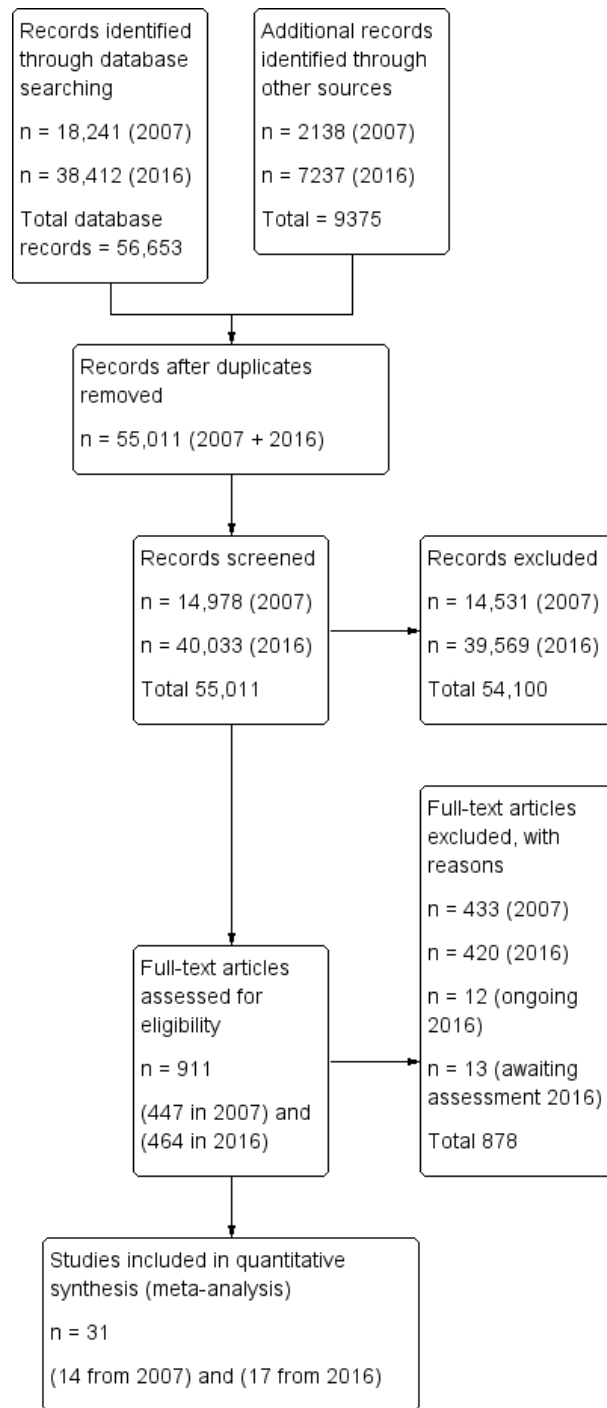 Records identified
through database
searching
n = 18,241 (2007)
n = 38,412 (2016)
Total database
records = 56,653
Additional records
identified through
other sources
n = 2138 (2007)
n = 7237 (2016)
Total = 9375
Records after duplicates
removed
n = 55,011 (2007 + 2016)
Records screened
n = 14,978 (2007)
n = 40,033 (2016)
Total 55,011
Records excluded
n = 14,531 (2007)
n = 39,569 (2016)
Total 54,100
Full-text articles
assessed for
eligibility
n = 911
(447 in 2007) and
(464 in 2016)
Full-text articles
excluded, with
reasons
n = 433 (2007)
n = 420 (2016)
n = 12 (ongoing
2016)
n = 13 (awaiting
assessment 2016)
Total 878
Studies included in quantitative
synthesis (meta-analysis)
n = 31
(14 from 2007) and (17 from 2016)